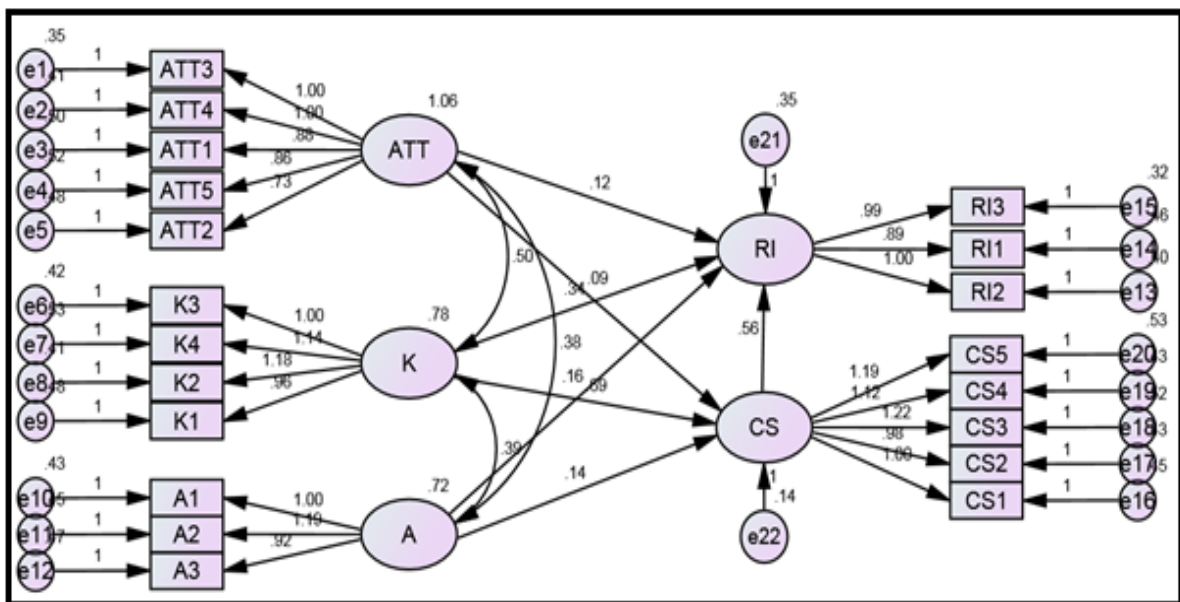 .35
e1
1
ATT3
e2
1
ATT4
e3
1
ATT1
e4
1
ATT5
e5
1
ATT2
1.00
1.00
.88
.86
.73
1.06
ATT
.42
e6
1
K3
e7
1
K4
e8
1
K2
e9
1
K1
1.00
1.14
1.18
.96
.78
K
.43
e10
1
A1
e11
1
A2
e12
1
A3
1.00
1.19
.92
.72
A
.50
.38
.39
.12
.34
.09
.16
.14
.56
.35
e21
1
RI
.99
.89
1.00
RI3
1
.32
e15
RI1
1
e14
RI2
1
e13
CS
1
.14
e22
1.19
1.12
1.22
.98
1.00
.53
CS5
1
e20
CS4
1
e19
CS3
1
e18
CS2
1
e17
CS1
1
e16